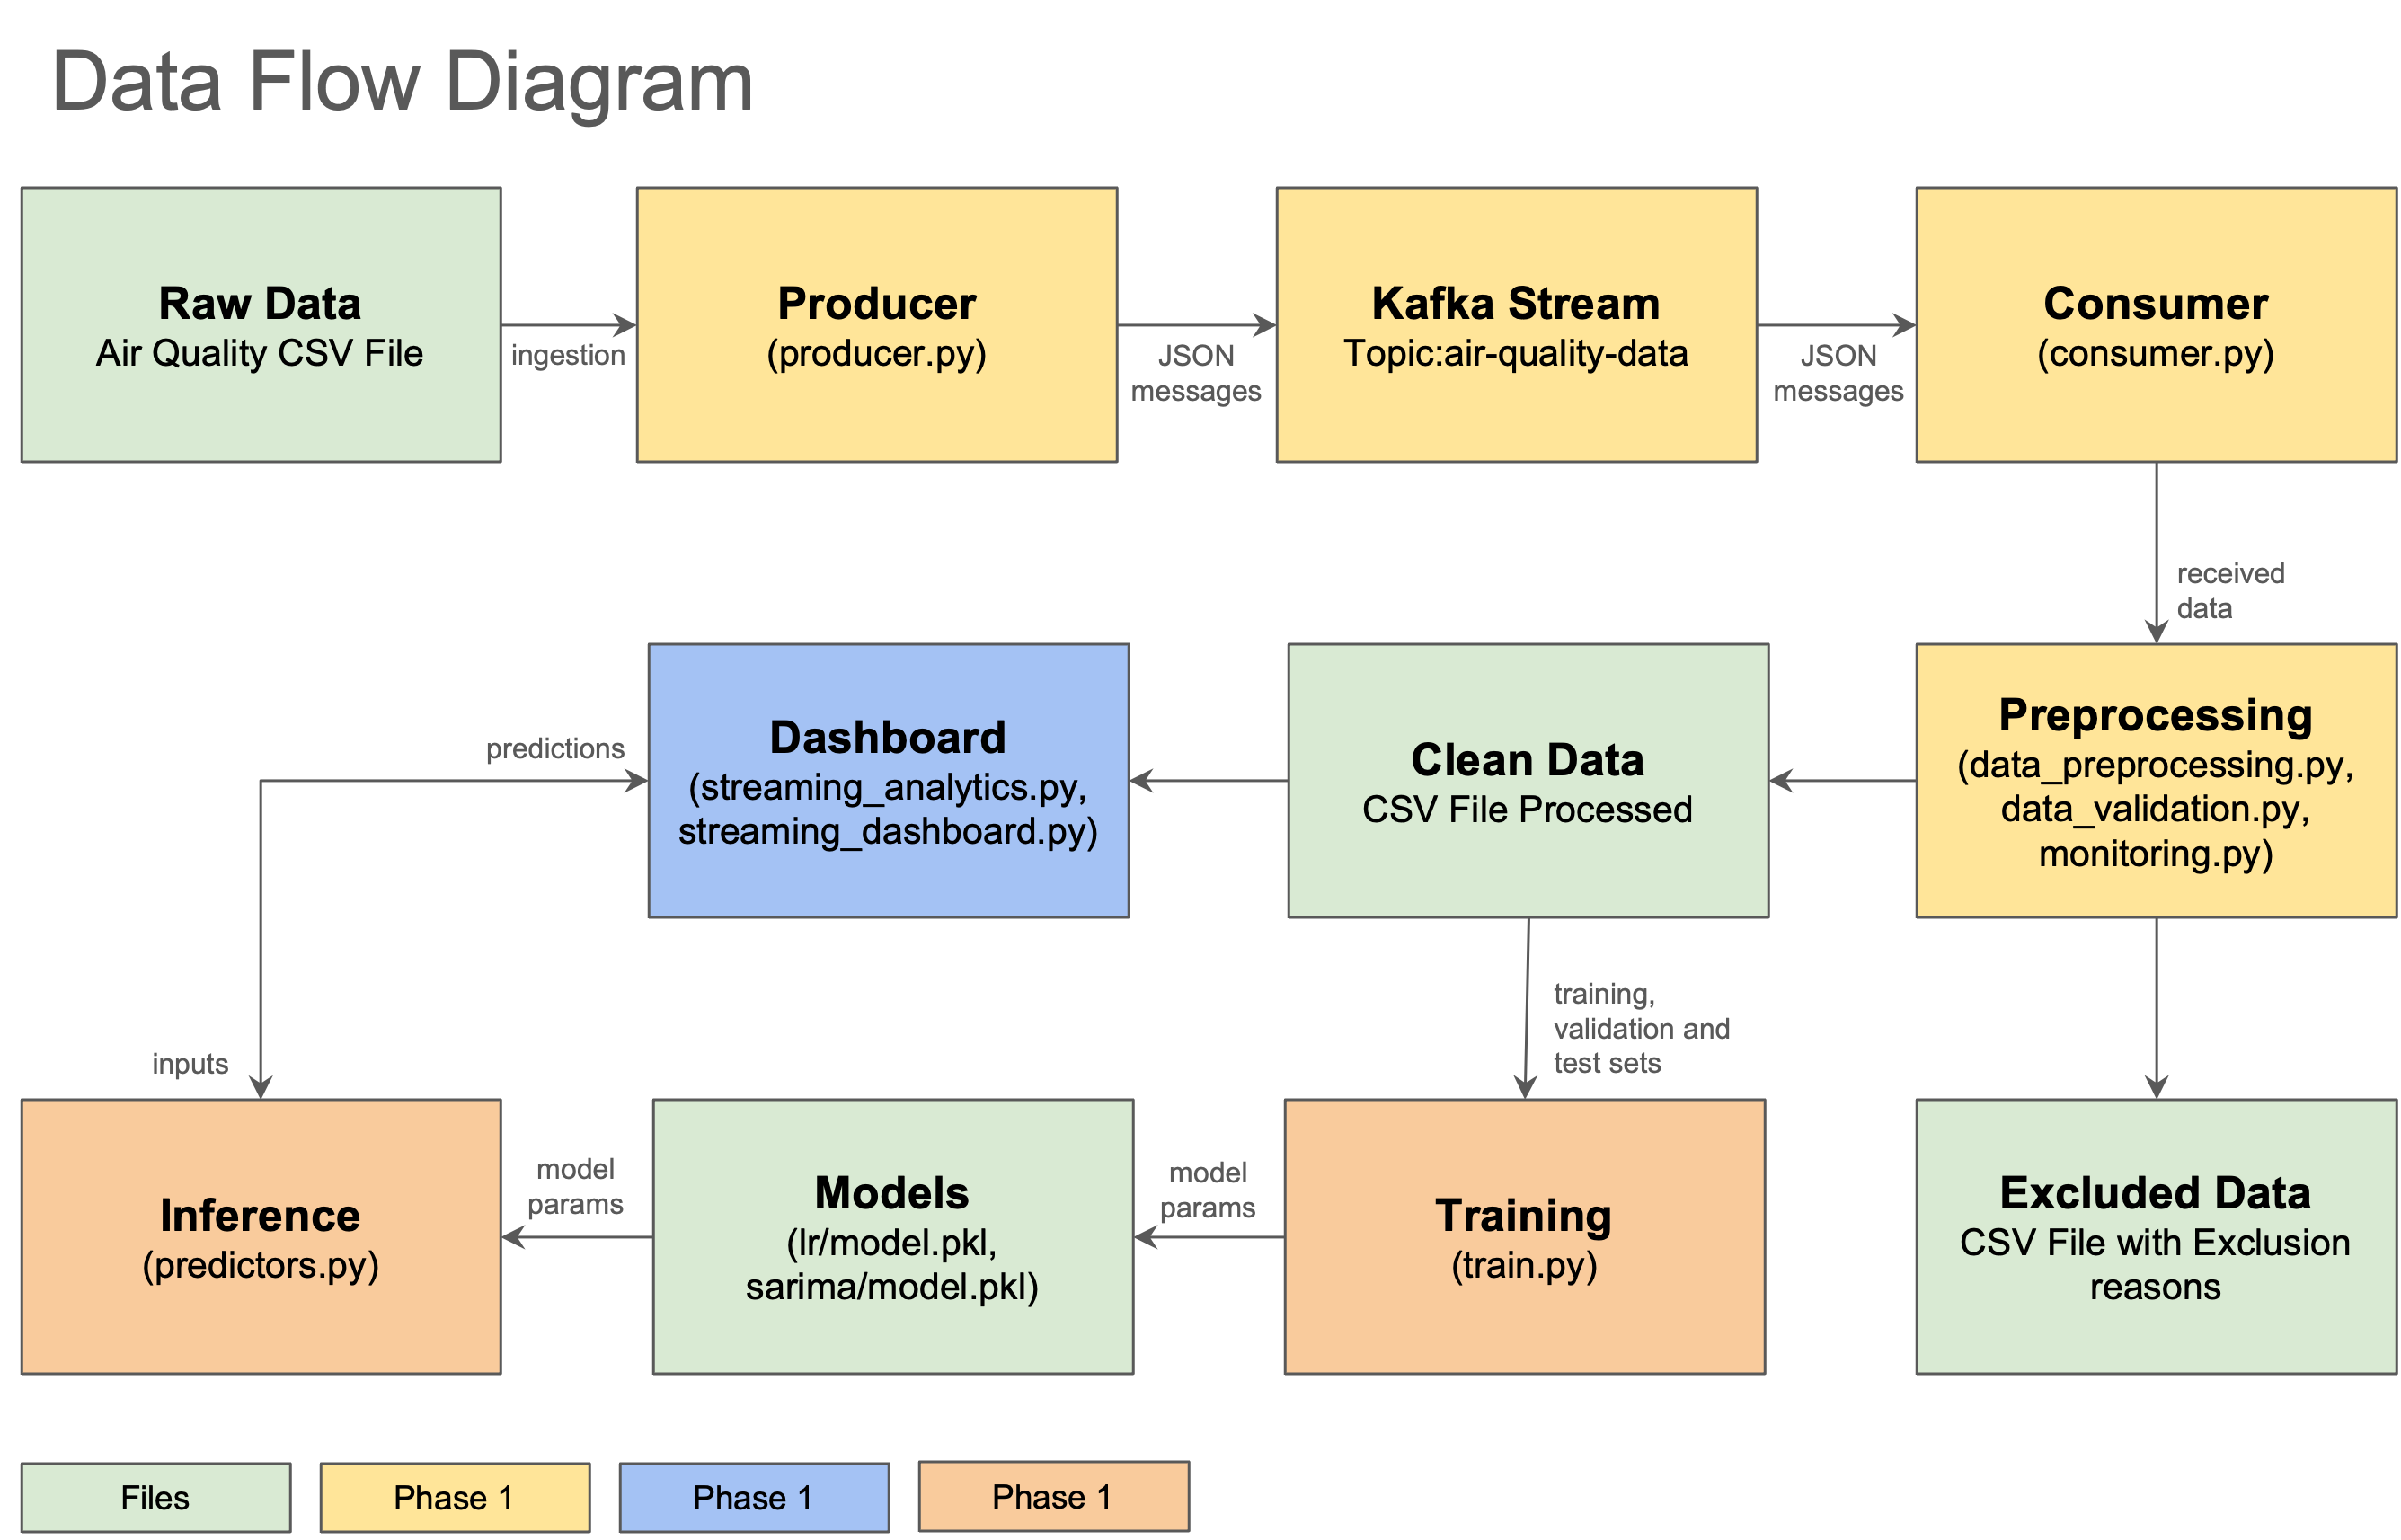 Data Flow Diagram
Raw Data
Air Quality CSV File
ingestion
Producer
(producer.py)
JSON
messages
Kafka Stream
Topic:air-quality-data
JSON
messages
Consumer
(consumer.py)
received
data
predictions
Dashboard
(streaming_analytics.py,
streaming_dashboard.py)
Clean Data
CSV File Processed
Preprocessing
(data_preprocessing.py,
data_validation.py,
monitoring.py)
inputs
training,
validation and
test sets
Inference
(predictors.py)
model
params
Models
(lr/model.pkl,
sarima/model.pkl)
model
params
Training
(train.py)
Excluded Data
CSV File with Exclusion
reasons
Files
Phase 1
Phase 1
Phase 1